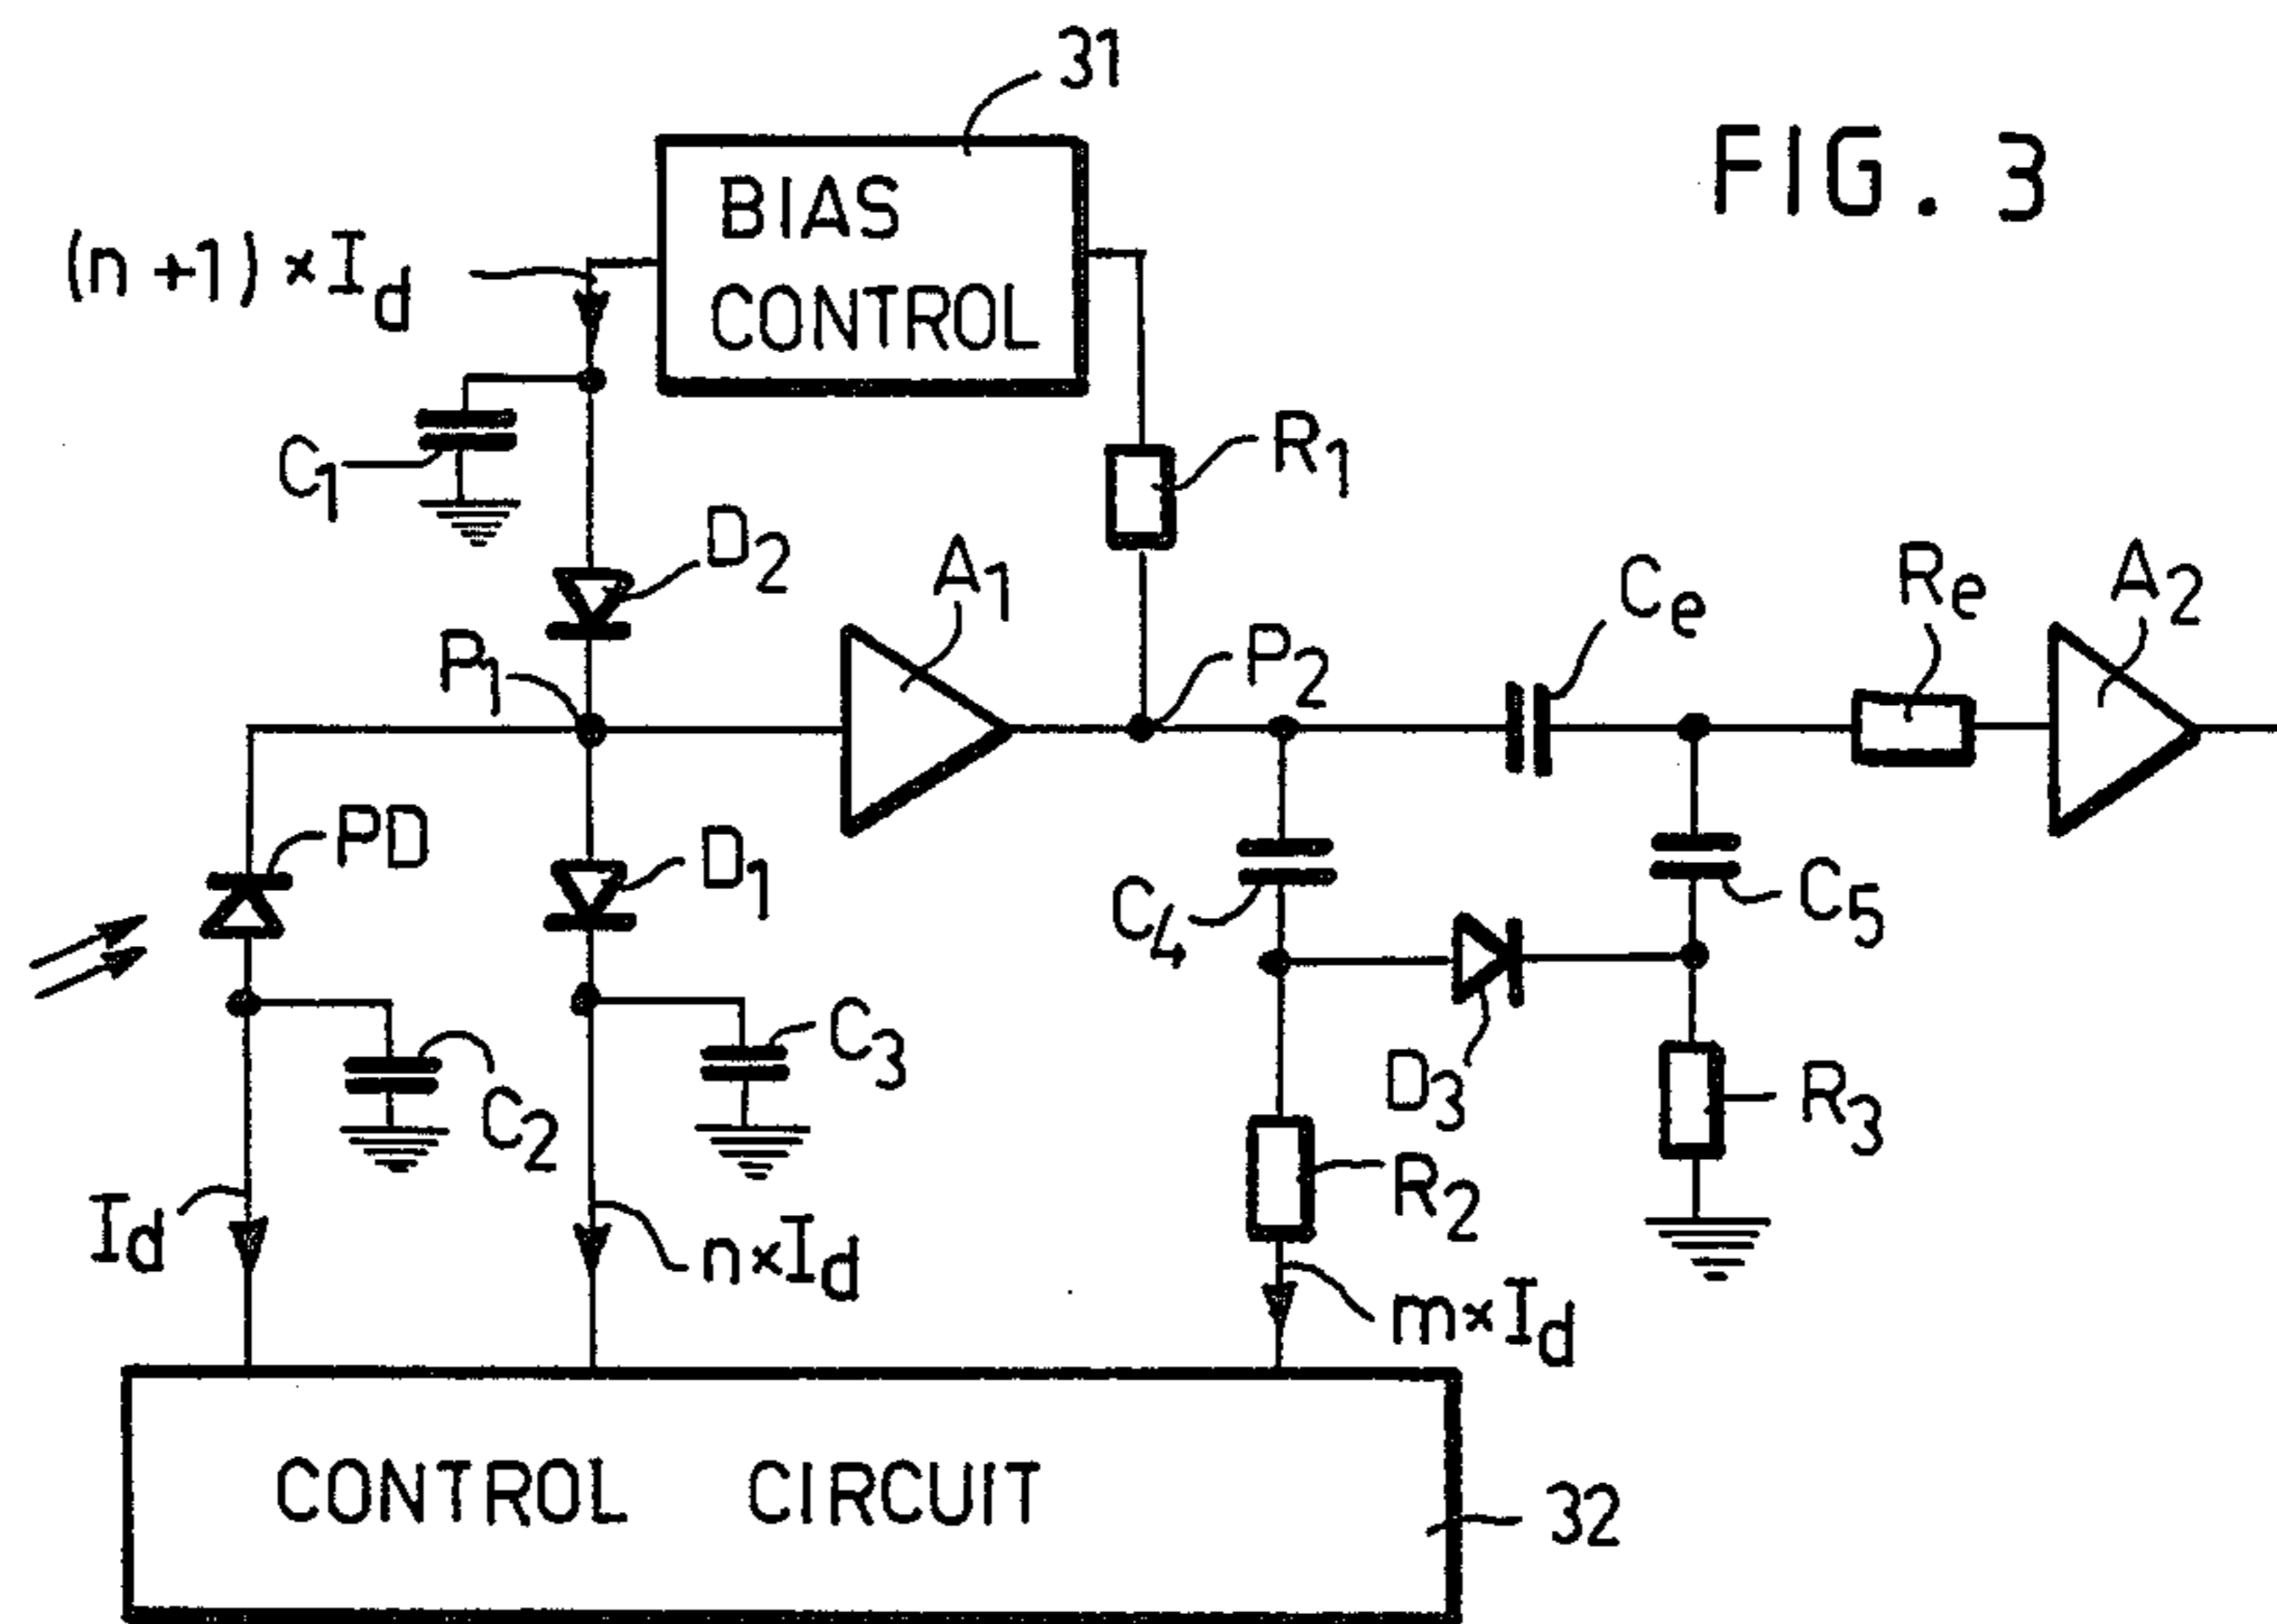 31
FIG. 3
BIAS
CONTROL
(n+1)×Id
C1
R1
D2
A1
P1
P2
Ce
Re
A2
PD
D1
C4
C5
C3
C2
D3
R3
R2
Id
n×Id
m×Id
CONTROL CIRCUIT
32